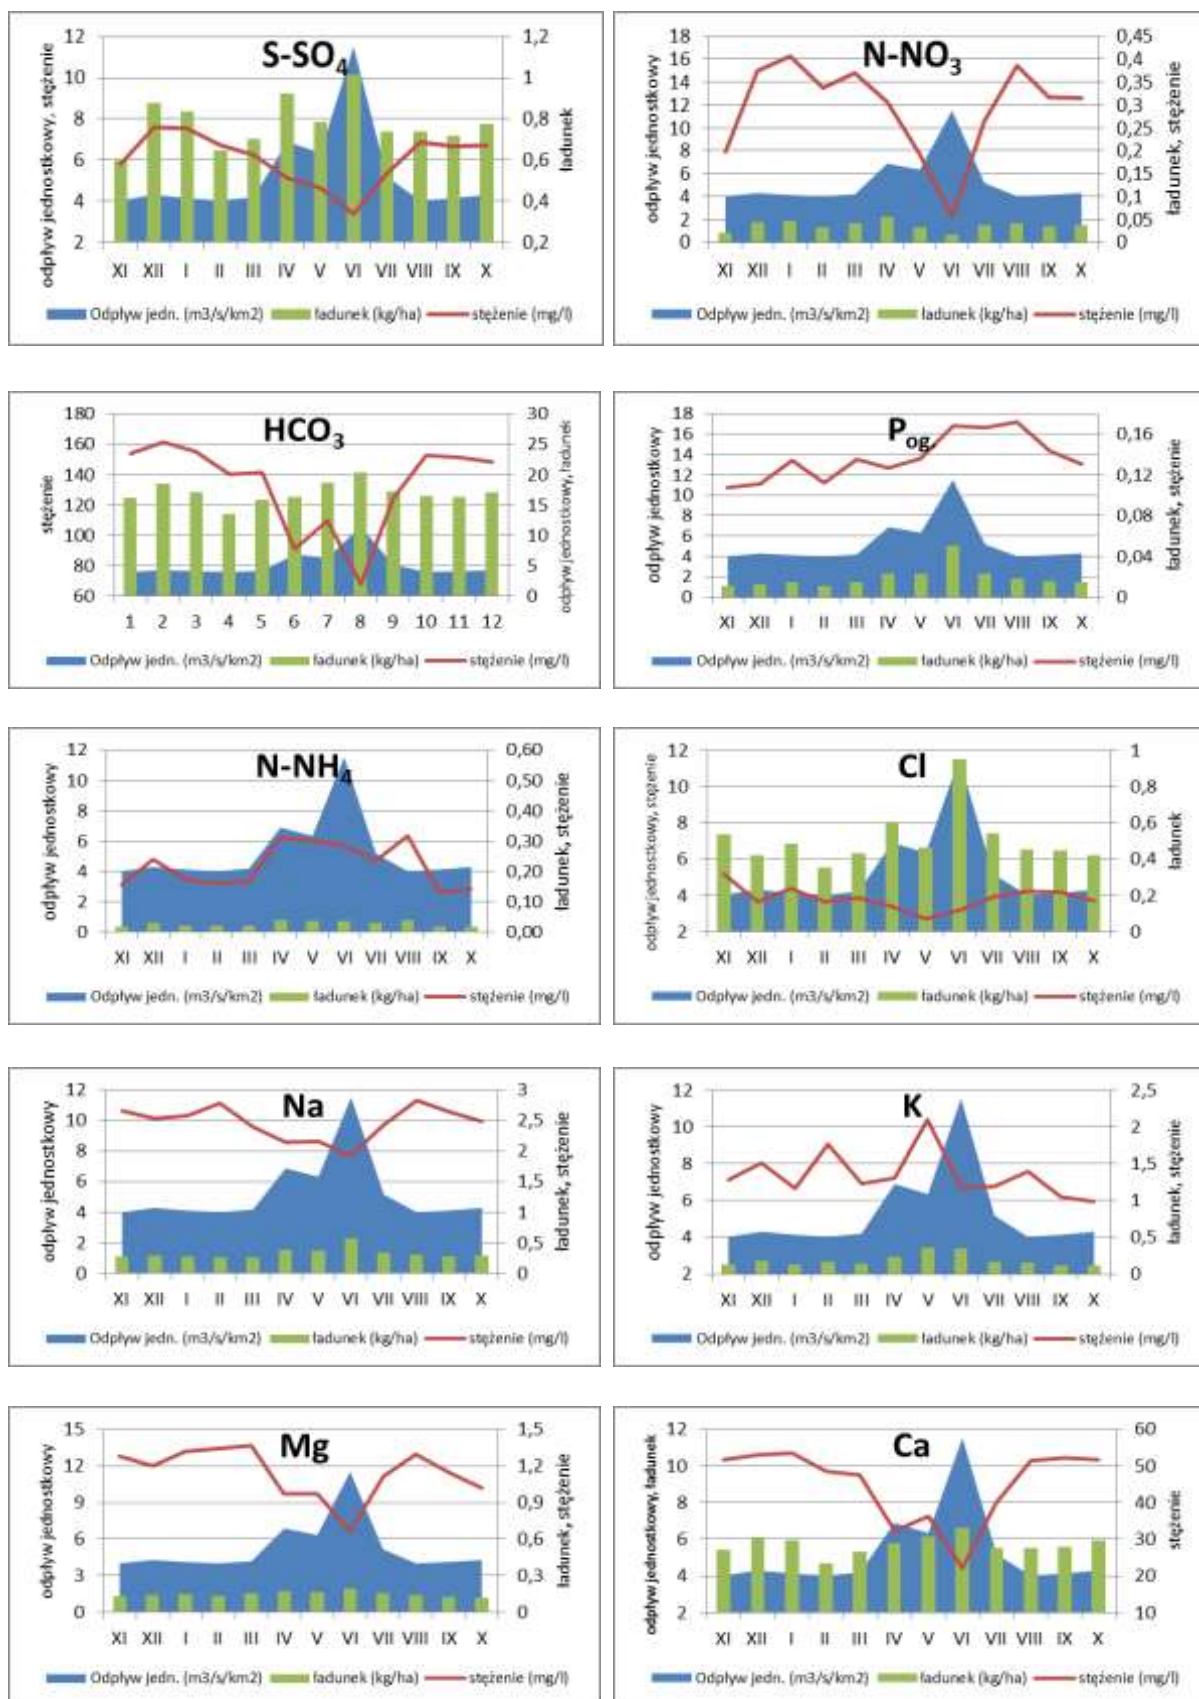 S-SO4
odpływ jednostkowy, stężenie
12
10
8
6
4
2
1,2
1
0,8
0,6
0,4
0,2
ładunek
XI XII I II III IV V VI VII VIII IX X
Odpływ jedn. (m3/s/km2) ładunek (kg/ha) stężenie (mg/l)
N-NO3
odpływ jednostkowy
18
16
14
12
10
8
6
4
2
0
0,45
0,4
0,35
0,3
0,25
0,2
0,15
0,1
0,05
0
ładunek, stężenie
XI XII I II III IV V VI VII VIII IX X
Odpływ jedn. (m3/s/km2) ładunek (kg/ha) stężenie (mg/l)
HCO3
stężenie
180
160
140
120
100
80
60
30
25
20
15
10
5
0
odpływ jednostkowy, ładunek
1 2 3 4 5 6 7 8 9 10 11 12
Odpływ jedn. (m3/s/km2) ładunek (kg/ha) stężenie (mg/l)
Pog.
odpływ jednostkowy
18
16
14
12
10
8
6
4
2
0
0,16
0,12
0,08
0,04
0
ładunek, stężenie
XI XII I II III IV V VI VII VIII IX X
Odpływ jedn. (m3/s/km2) ładunek (kg/ha) stężenie (mg/l)
N-NH4
odpływ jednostkowy
12
10
8
6
4
2
0
0,60
0,50
0,40
0,30
0,20
0,10
0,00
ładunek, stężenie
XI XII I II III IV V VI VII VIII IX X
Odpływ jedn. (m3/s/km2) ładunek (kg/ha) stężenie (mg/l)
Cl
odpływ jednostkowy, stężenie
12
10
8
6
4
2
1
0,8
0,6
0,4
0,2
0
ładunek
XI XII I II III IV V VI VII VIII IX X
Odpływ jedn. (m3/s/km2) ładunek (kg/ha) stężenie (mg/l)
Na
odpływ jednostkowy
12
10
8
6
4
2
0
3
2,5
2
1,5
1
0,5
0
ładunek, stężenie
XI XII I II III IV V VI VII VIII IX X
Odpływ jedn. (m3/s/km2) ładunek (kg/ha) stężenie (mg/l)
K
odpływ jednostkowy
12
10
8
6
4
2
2,5
2
1,5
1
0,5
0
ładunek, stężenie
XI XII I II III IV V VI VII VIII IX X
Odpływ jedn. (m3/s/km2) ładunek (kg/ha) stężenie (mg/l)
Mg
odpływ jednostkowy
15
12
9
6
3
0
1,5
1,2
0,9
0,6
0,3
0
ładunek, stężenie
XI XII I II III IV V VI VII VIII IX X
Odpływ jedn. (m3/s/km2) ładunek (kg/ha) stężenie (mg/l)
Ca
odpływ jednostkowy, ładunek
12
10
8
6
4
2
60
50
40
30
20
10
stężenie
XI XII I II III IV V VI VII VIII IX X
Odpływ jedn. (m3/s/km2) ładunek (kg/ha) stężenie (mg/l)